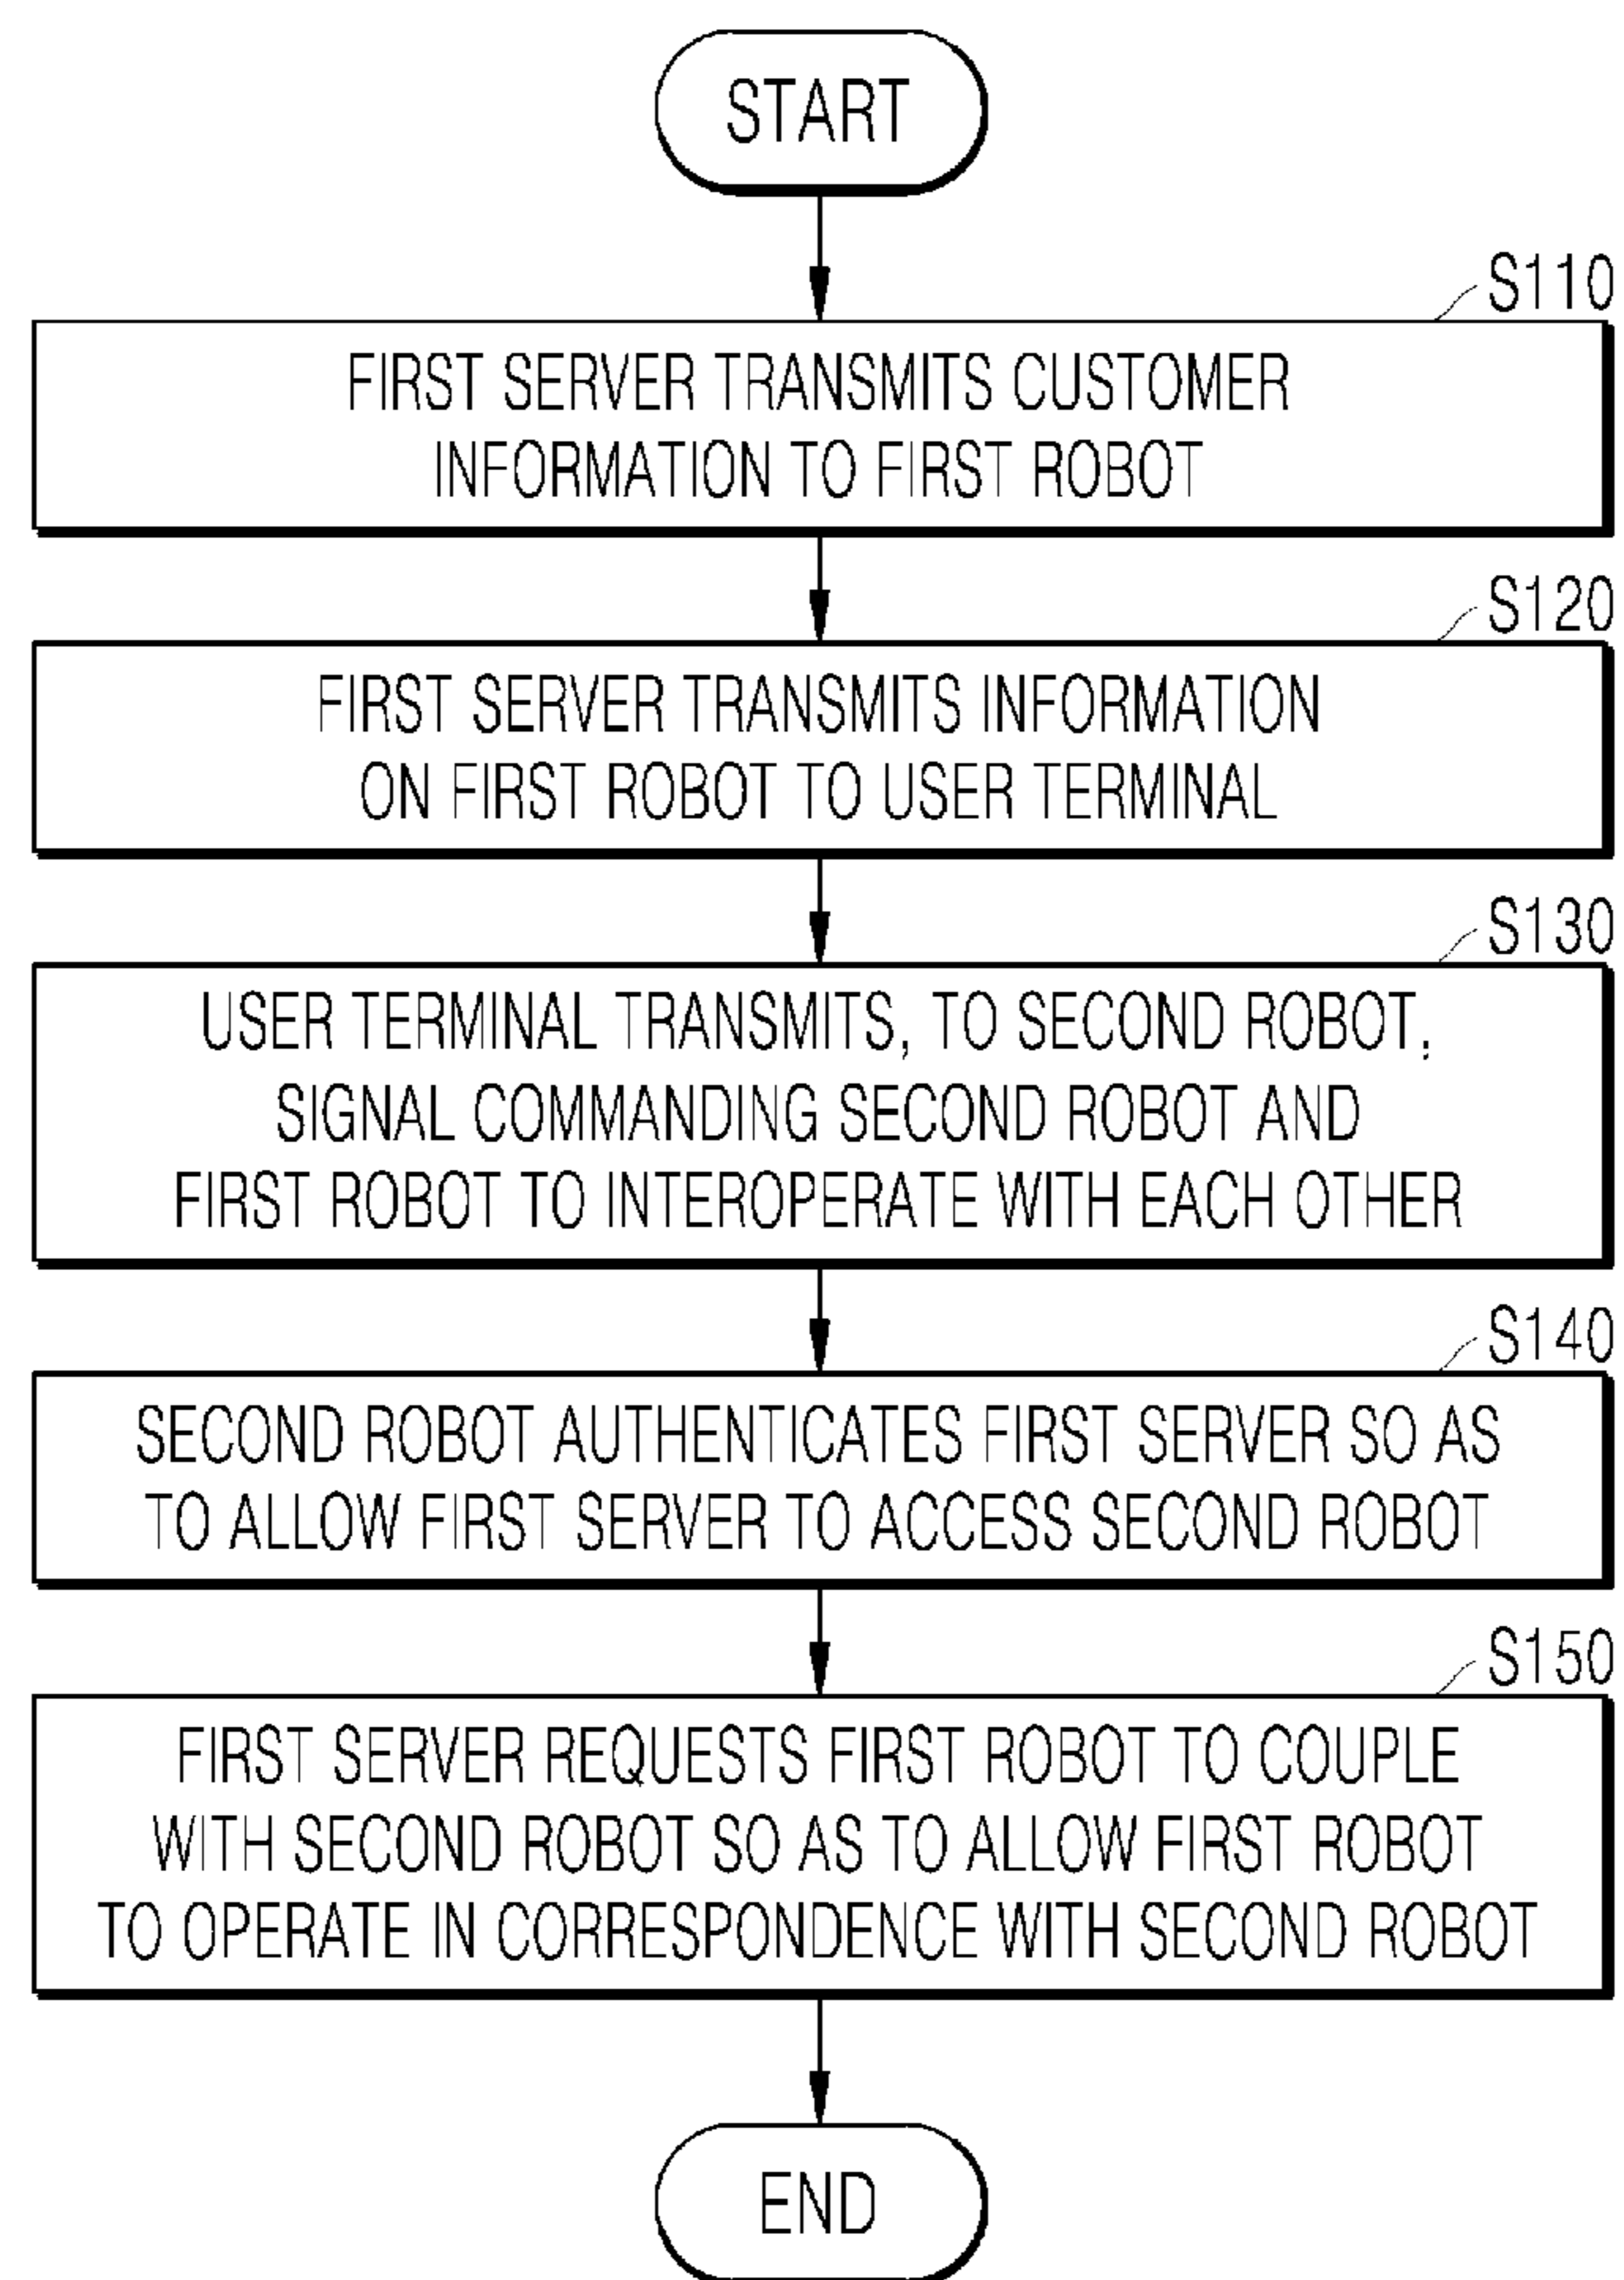 START
S110
FIRST SERVER TRANSMITS CUSTOMER
INFORMATION TO FIRST ROBOT
S120
FIRST SERVER TRANSMITS INFORMATION
ON FIRST ROBOT TO USER TERMINAL
S130
USER TERMINAL TRANSMITS, TO SECOND ROBOT,
SIGNAL COMMANDING SECOND ROBOT AND
FIRST ROBOT TO INTEROPERATE WITH EACH OTHER
S140
SECOND ROBOT AUTHENTICATES FIRST SERVER SO AS
TO ALLOW FIRST SERVER TO ACCESS SECOND ROBOT
S150
FIRST SERVER REQUESTS FIRST ROBOT TO COUPLE
WITH SECOND ROBOT SO AS TO ALLOW FIRST ROBOT
TO OPERATE IN CORRESPONDENCE WITH SECOND ROBOT
END